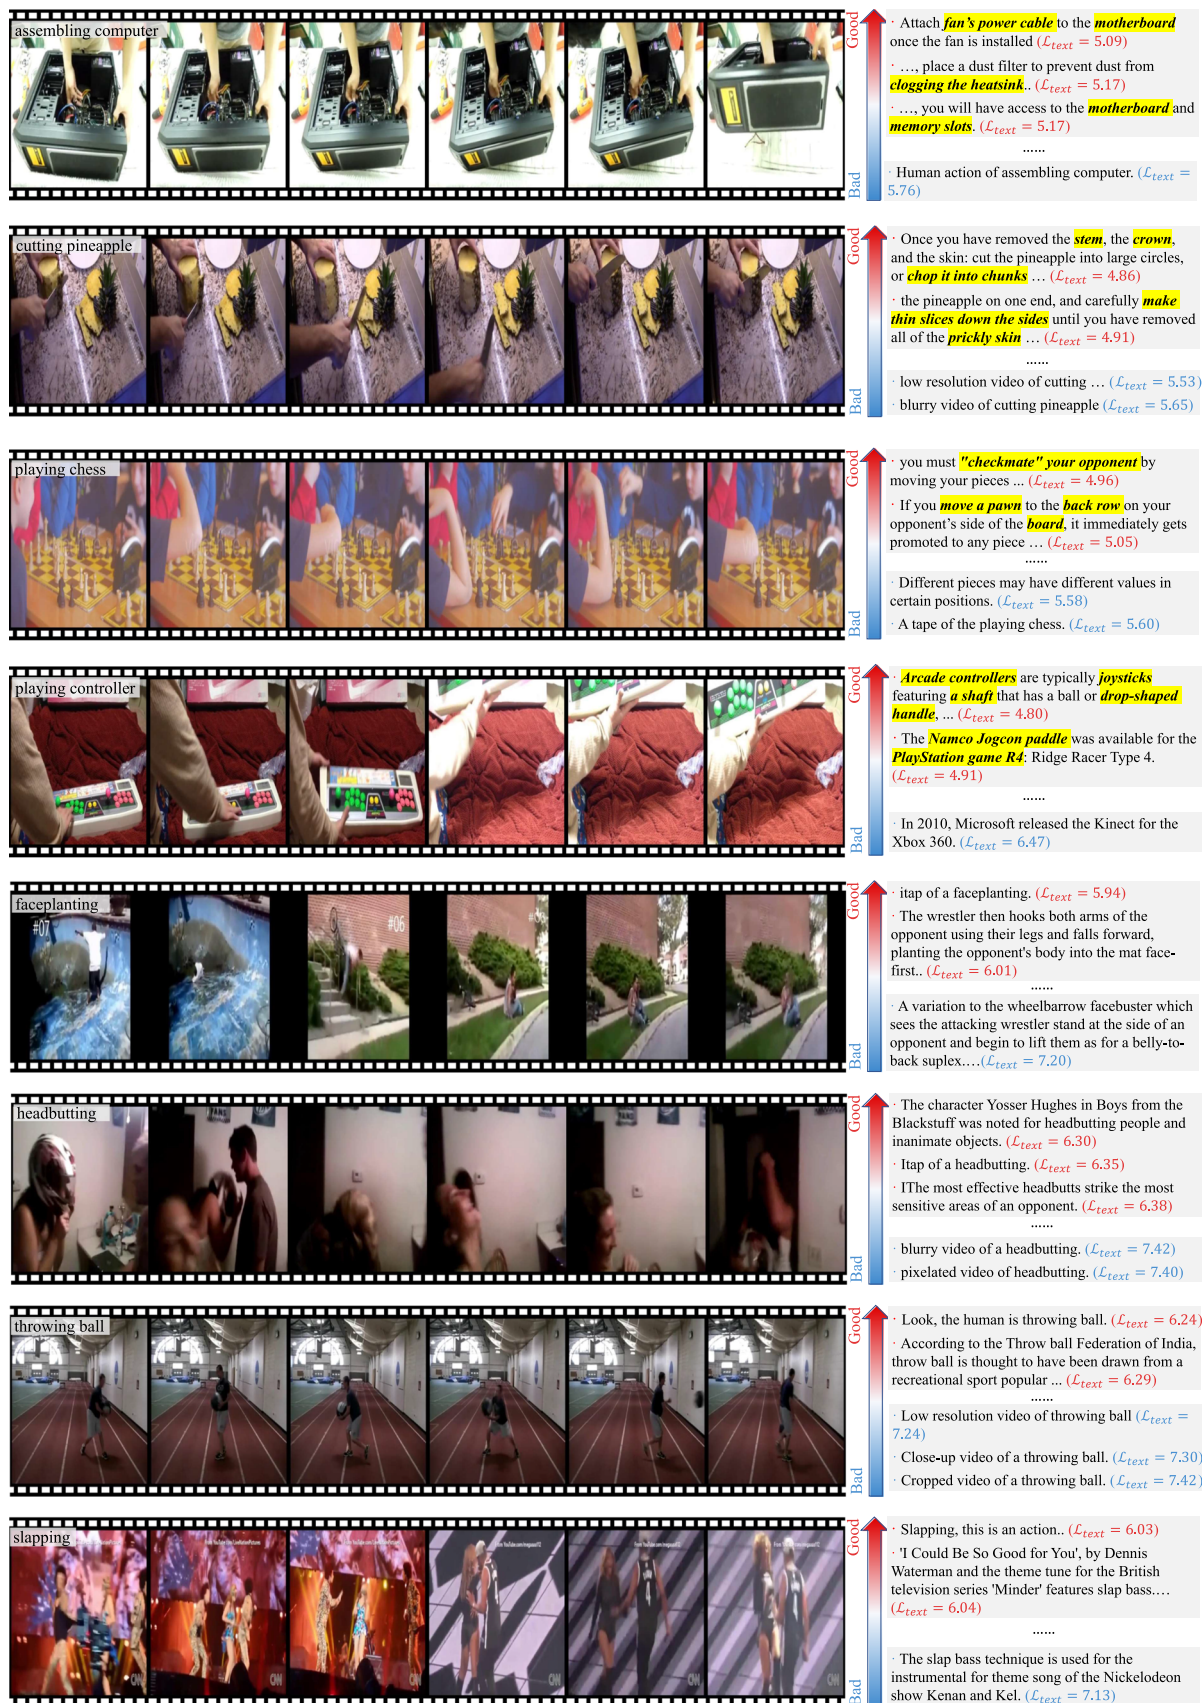 assembling computer
Good
Bad
· Attach fan's power cable to the motherboard
once the fan is installed (ℒtext = 5.09)
· ..., place a dust filter to prevent dust from
clogging the heatsink.. (ℒtext = 5.17)
· ..., you will have access to the motherboard and
memory slots. (ℒtext = 5.17)
......
· Human action of assembling computer. (ℒtext =
5.76)
cutting pineapple
Good
Bad
· Once you have removed the stem, the crown,
and the skin: cut the pineapple into large circles,
or chop it into chunks ... (ℒtext = 4.86)
· the pineapple on one end, and carefully make
thin slices down the sides until you have removed
all of the prickly skin ... (ℒtext = 4.91)
......
· low resolution video of cutting ... (ℒtext = 5.53)
· blurry video of cutting pineapple (ℒtext = 5.65)
playing chess
Good
Bad
· you must "checkmate" your opponent by
moving your pieces ... (ℒtext = 4.96)
· If you move a pawn to the back row on your
opponent's side of the board, it immediately gets
promoted to any piece ... (ℒtext = 5.05)
......
· Different pieces may have different values in
certain positions. (ℒtext = 5.58)
· A tape of the playing chess. (ℒtext = 5.60)
playing controller
Good
Bad
· Arcade controllers are typically joysticks
featuring a shaft that has a ball or drop-shaped
handle, ... (ℒtext = 4.80)
· The Namco Jogcon paddle was available for the
PlayStation game R4: Ridge Racer Type 4.
(ℒtext = 4.91)
......
· In 2010, Microsoft released the Kinect for the
Xbox 360. (ℒtext = 6.47)
faceplanting
#07
#06
Good
Bad
· itap of a faceplanting. (ℒtext = 5.94)
· The wrestler then hooks both arms of the
opponent using their legs and falls forward,
planting the opponent's body into the mat face-
first.. (ℒtext = 6.01)
......
· A variation to the wheelbarrow facebuster which
sees the attacking wrestler stand at the side of an
opponent and begin to lift them as for a belly-to-
back suplex.…(ℒtext = 7.20)
headbutting
Good
Bad
· The character Yosser Hughes in Boys from the
Blackstuff was noted for headbutting people and
inanimate objects. (ℒtext = 6.30)
· Itap of a headbutting. (ℒtext = 6.35)
· IThe most effective headbutts strike the most
sensitive areas of an opponent. (ℒtext = 6.38)
......
· blurry video of a headbutting. (ℒtext = 7.42)
· pixelated video of headbutting. (ℒtext = 7.40)
throwing ball
Good
Bad
· Look, the human is throwing ball. (ℒtext = 6.24)
· According to the Throw ball Federation of India,
throw ball is thought to have been drawn from a
recreational sport popular ... (ℒtext = 6.29)
......
· Low resolution video of throwing ball (ℒtext =
7.24)
· Close-up video of a throwing ball. (ℒtext = 7.30)
· Cropped video of a throwing ball. (ℒtext = 7.42)
slapping
CNN
CNN
CNN
CNN
Good
Bad
· Slapping, this is an action.. (ℒtext = 6.03)
· 'I Could Be So Good for You', by Dennis
Waterman and the theme tune for the British
television series 'Minder' features slap bass.…
(ℒtext = 6.04)
......
· The slap bass technique is used for the
instrumental for theme song of the Nickelodeon
show Kenan and Kel. (ℒtext = 7.13)